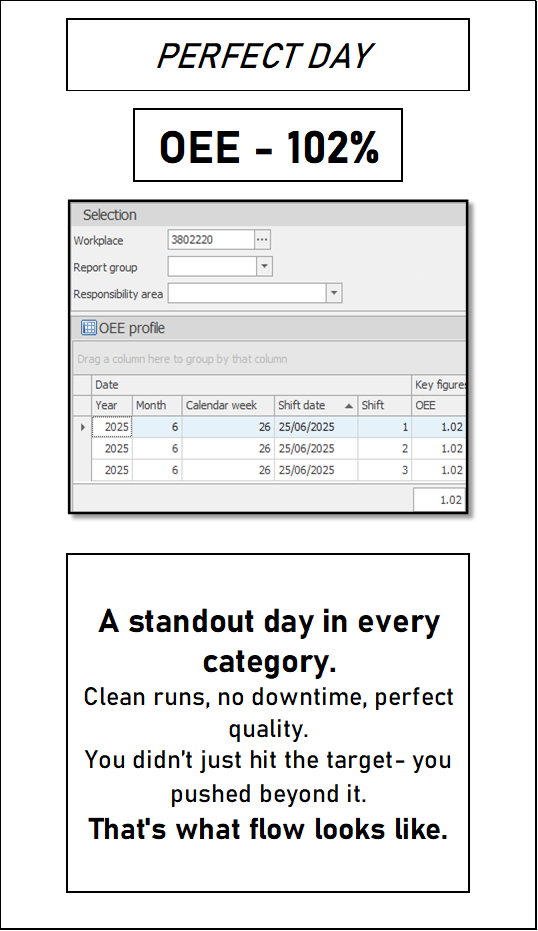 PERFECT DAY
OEE - 102%
Selection
Workplace 3802220 ...
Report group
Responsibility area
OEE profile
Drag a column here to group by that column
Date Key figures
Year Month Calendar week Shift date Shift OEE
2025 6 26 25/06/2025 1 1.02
2025 6 26 25/06/2025 2 1.02
2025 6 26 25/06/2025 3 1.02
1.02
A standout day in every
category.
Clean runs, no downtime, perfect
quality.
You didn’t just hit the target- you
pushed beyond it.
That's what flow looks like.